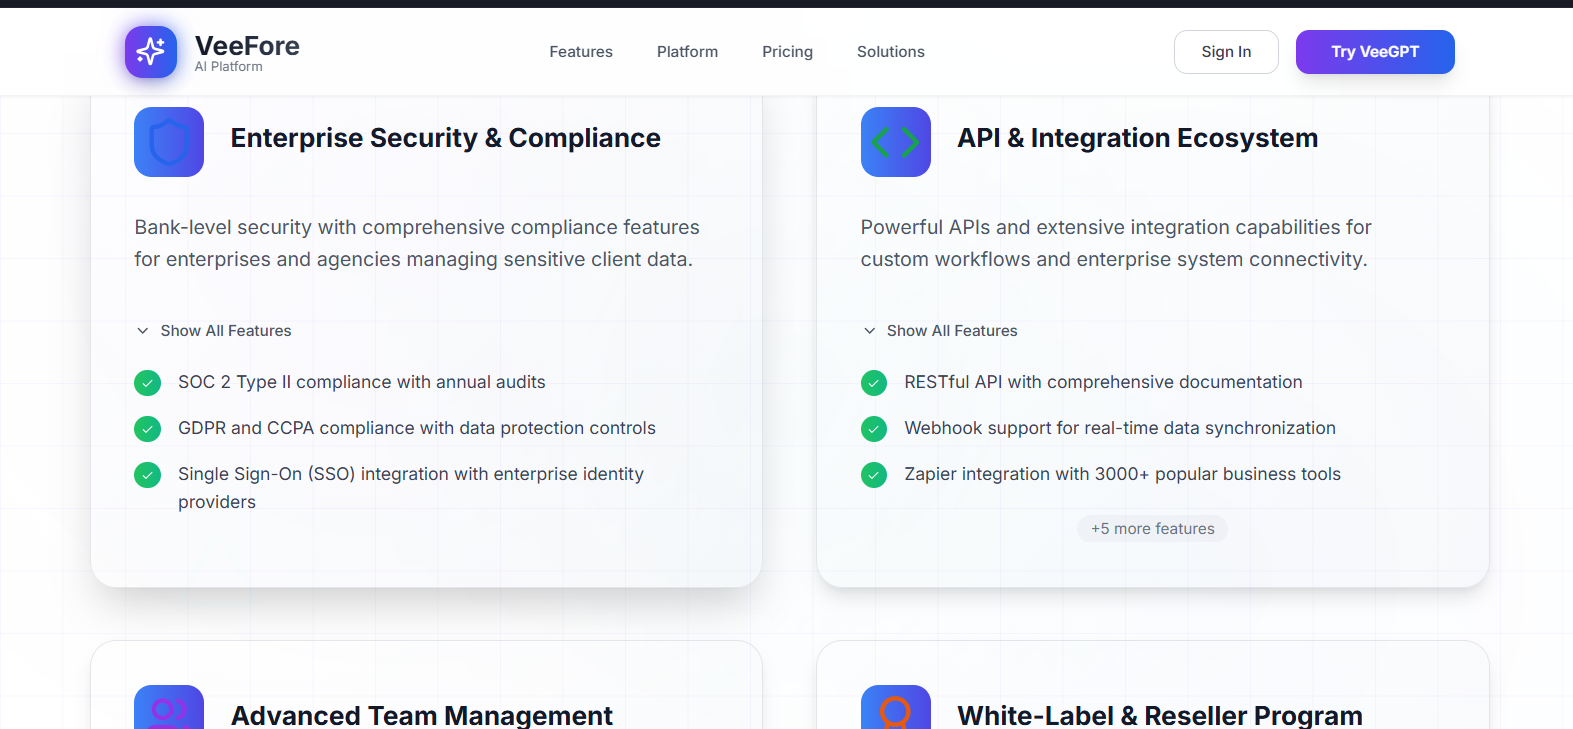 VeeFore
AI Platform
Features
Platform
Pricing
Solutions
Sign In
Try VeeGPT
Enterprise Security & Compliance
Bank-level security with comprehensive compliance features
for enterprises and agencies managing sensitive client data.
Show All Features
SOC 2 Type II compliance with annual audits
GDPR and CCPA compliance with data protection controls
Single Sign-On (SSO) integration with enterprise identity
providers
API & Integration Ecosystem
Powerful APIs and extensive integration capabilities for
custom workflows and enterprise system connectivity.
Show All Features
RESTful API with comprehensive documentation
Webhook support for real-time data synchronization
Zapier integration with 3000+ popular business tools
+5 more features
Advanced Team Management
White-Label & Reseller Program